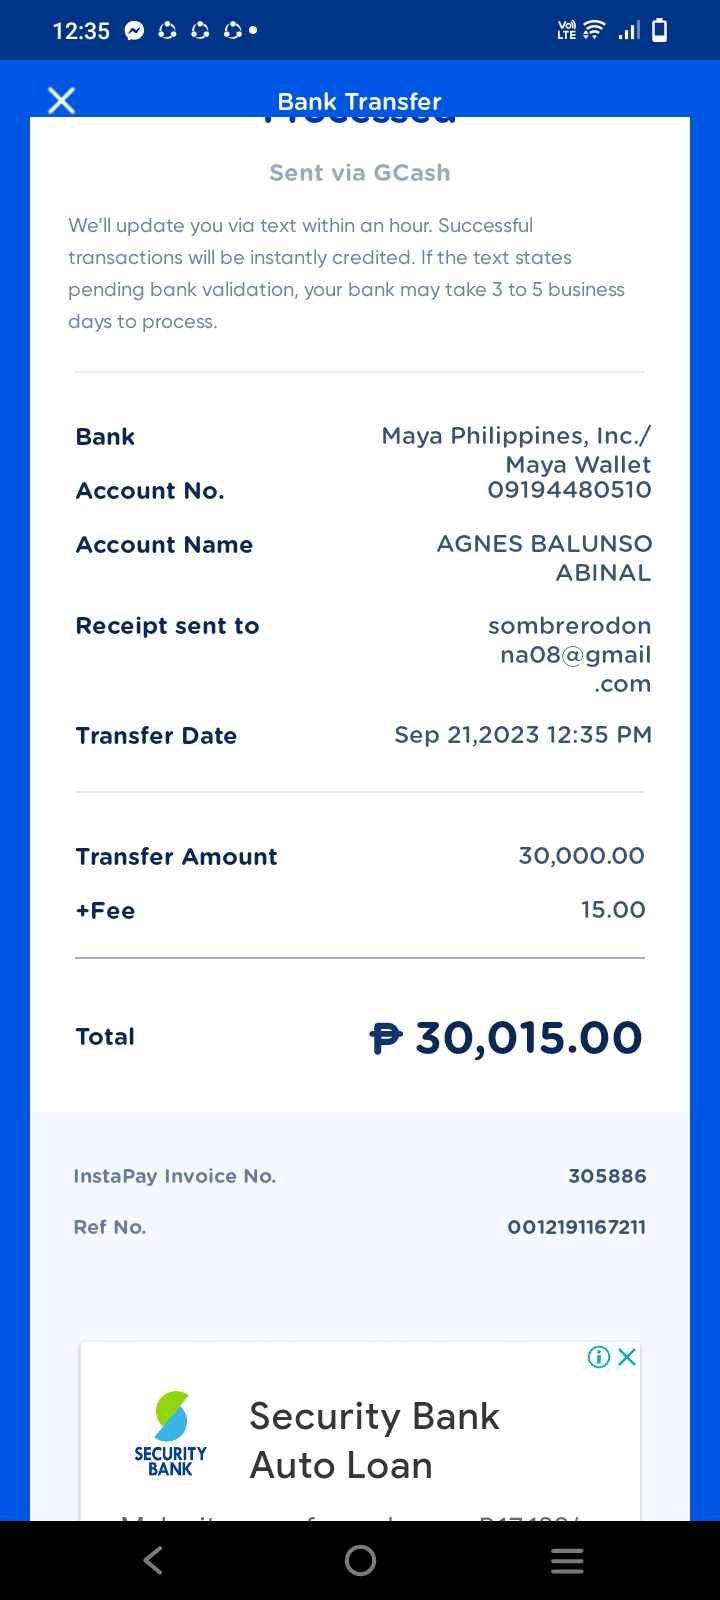 12:35
Vo) LTE
Bank Transfer
Processed
Sent via GCash
We'll update you via text within an hour. Successful
transactions will be instantly credited. If the text states
pending bank validation, your bank may take 3 to 5 business
days to process.
Bank Maya Philippines, Inc./
Maya Wallet
Account No. 09194480510
Account Name AGNES BALUNSO
ABINAL
Receipt sent to sombrerodon
na08@gmail
.com
Transfer Date Sep 21,2023 12:35 PM
Transfer Amount 30,000.00
+Fee 15.00
Total ₱ 30,015.00
InstaPay Invoice No. 305886
Ref No. 0012191167211
Security Bank
Auto Loan
SECURITY
BANK